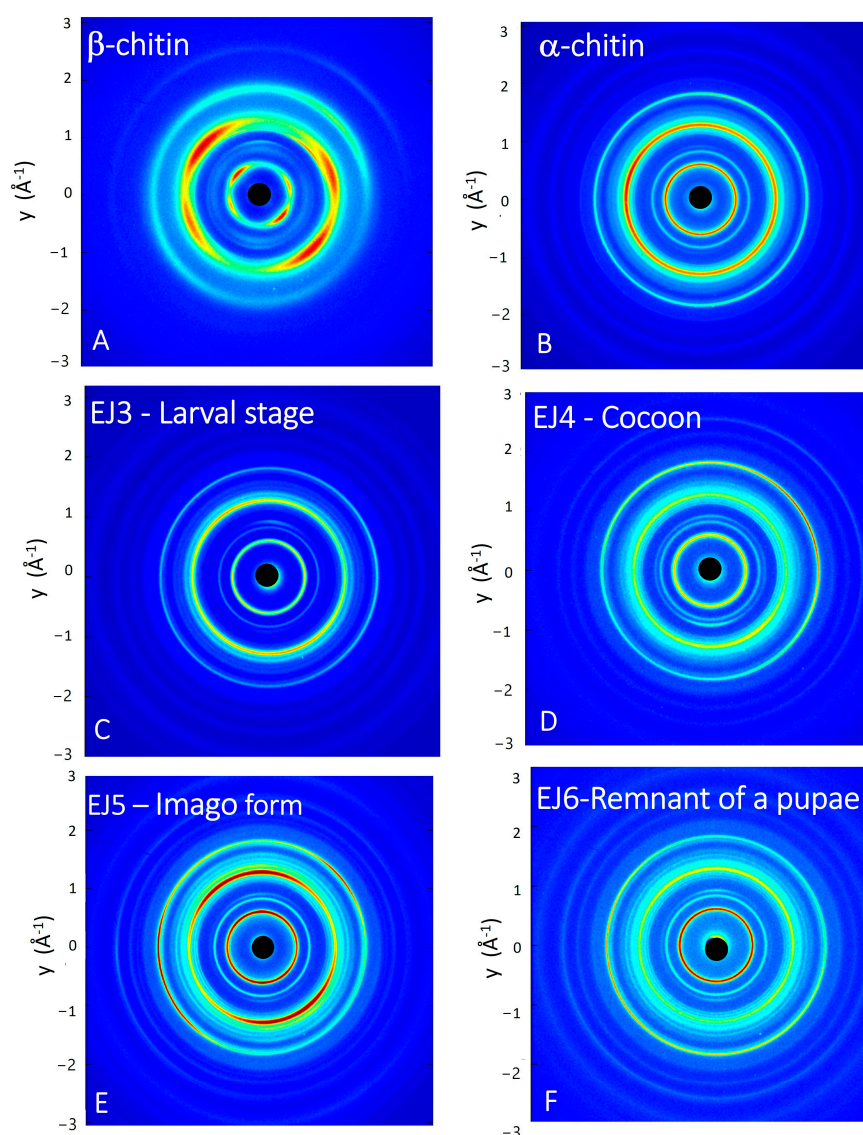 β-chitin
3
2
1
0
−1
−2
−3
y (Å⁻¹)
A
α-chitin
3
2
1
0
−1
−2
−3
y (Å⁻¹)
B
EJ3 - Larval stage
3
2
1
0
−1
−2
−3
y (Å⁻¹)
C
EJ4 - Cocoon
3
2
1
0
−1
−2
−3
y (Å⁻¹)
D
EJ5 – Imago form
3
2
1
0
−1
−2
−3
y (Å⁻¹)
E
EJ6-Remnant of a pupae
3
2
1
0
−1
−2
−3
y (Å⁻¹)
F